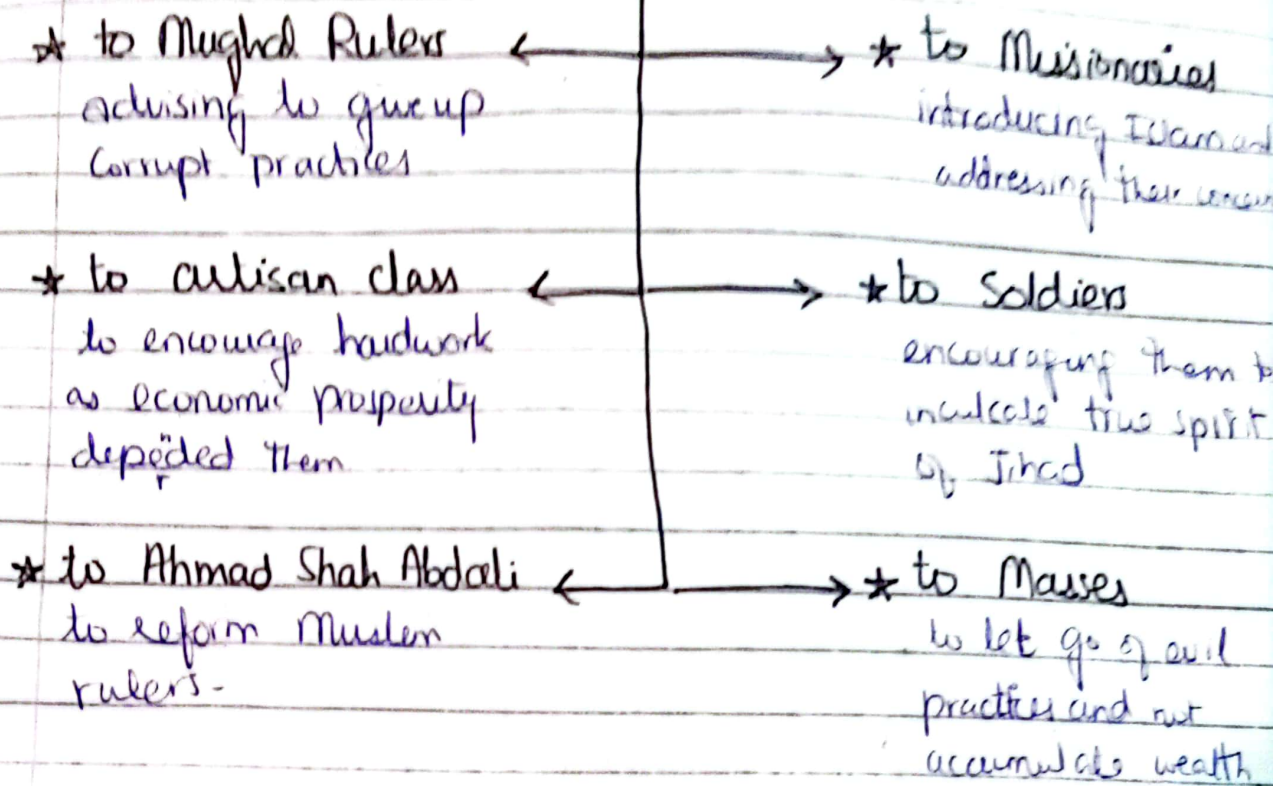 ★ to Mughal Rulers
advising to give up
corrupt practices
★ to Missionaries
introducing Islam and
addressing their
★ to artisan class
to encourage hardwork
as economic prosperity
depended them
★ to Soldiers
encouraging them to
inculcate true spirit
of Jihad
★ to Ahmad Shah Abdali
to reform Muslim
rulers-
★ to Masses
to let go of evil
practices and not
accumulate wealth